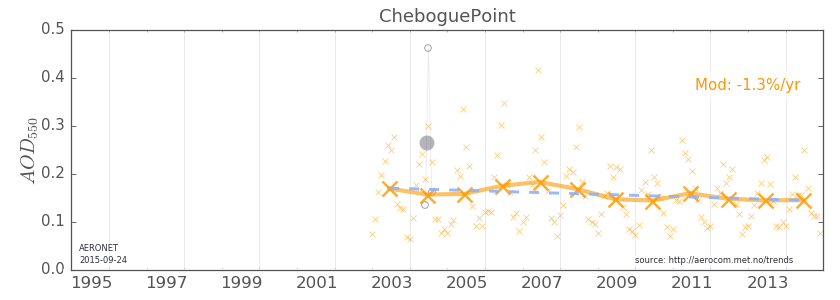 CheboguePoint
0.5
0.4
0.3
0.2
0.1
0.0
AOD550
Mod: -1.3%/yr
AERONET
2015-09-24
source: http://aerocom.met.no/trends
1995 1997 1999 2001 2003 2005 2007 2009 2011 2013